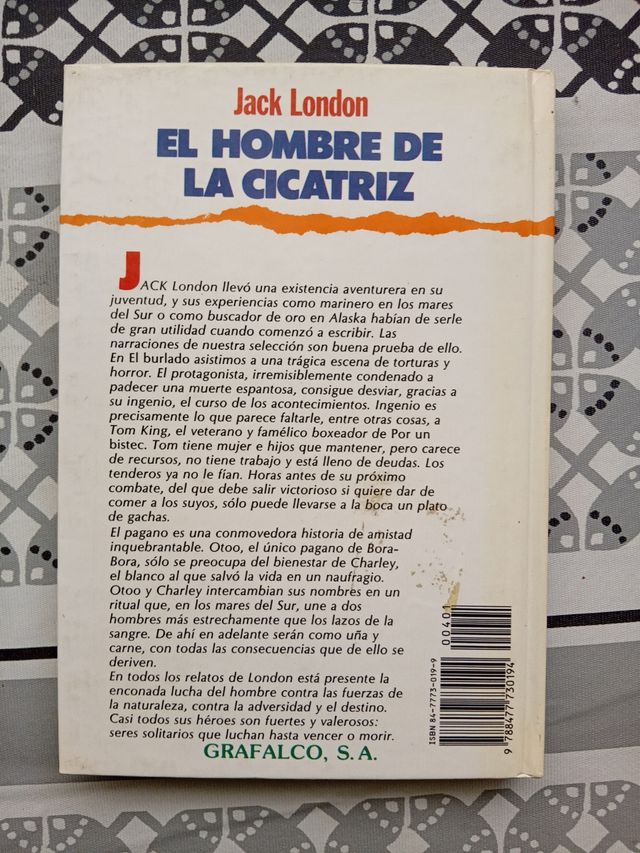 Jack London
EL HOMBRE DE
LA CICATRIZ
JACK London llevó una existencia aventurera en su
juventud, y sus experiencias como marinero en los mares
del Sur o como buscador de oro en Alaska habían de serle
de gran utilidad cuando comenzó a escribir. Las
narraciones de nuestra selección son buena prueba de ello.
En El burlado asistimos a una trágica escena de torturas y
horror. El protagonista, irremisiblemente condenado a
padecer una muerte espantosa, consigue desviar, gracias a
su ingenio, el curso de los acontecimientos. Ingenio es
precisamente lo que parece faltarle, entre otras cosas, a
Tom King, el veterano y famélico boxeador de Por un
bistec. Tom tiene mujer e hijos que mantener, pero carece
de recursos, no tiene trabajo y está lleno de deudas. Los
tenderos ya no le fían. Horas antes de su próximo
combate, del que debe salir victorioso si quiere dar de
comer a los suyos, sólo puede llevarse a la boca un plato
de gachas.
El pagano es una conmovedora historia de amistad
inquebrantable. Otoo, el único pagano de Bora-
Bora, sólo se preocupa del bienestar de Charley,
el blanco al que salvó la vida en un naufragio.
Otoo y Charley intercambian sus nombres en un
ritual que, en los mares del Sur, une a dos
hombres más estrechamente que los lazos de la
sangre. De ahí en adelante serán como uña y
carne, con todas las consecuencias que de ello se
deriven.
En todos los relatos de London está presente la
enconada lucha del hombre contra las fuerzas de
la naturaleza, contra la adversidad y el destino.
Casi todos sus héroes son fuertes y valerosos:
seres solitarios que luchan hasta vencer o morir.
GRAFALCO, S.A.
00401
ISBN 84-7773-019-9
9 788477 730194